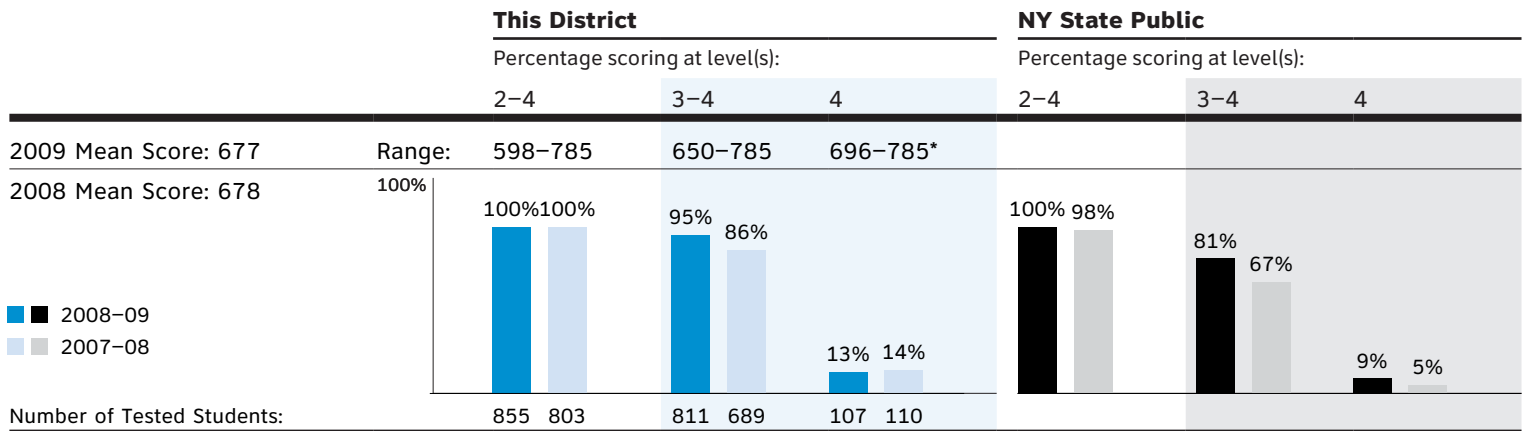 This District NY State Public
Percentage scoring at level(s): Percentage scoring at level(s):
2–4 3–4 4 2–4 3–4 4
2009 Mean Score: 677 Range: 598–785 650–785 696–785*
2008 Mean Score: 678 100%
100% 100% 95% 86% 13% 14% 100% 98% 81% 67% 9% 5%
2008–09
2007–08
Number of Tested Students: 855 803 811 689 107 110